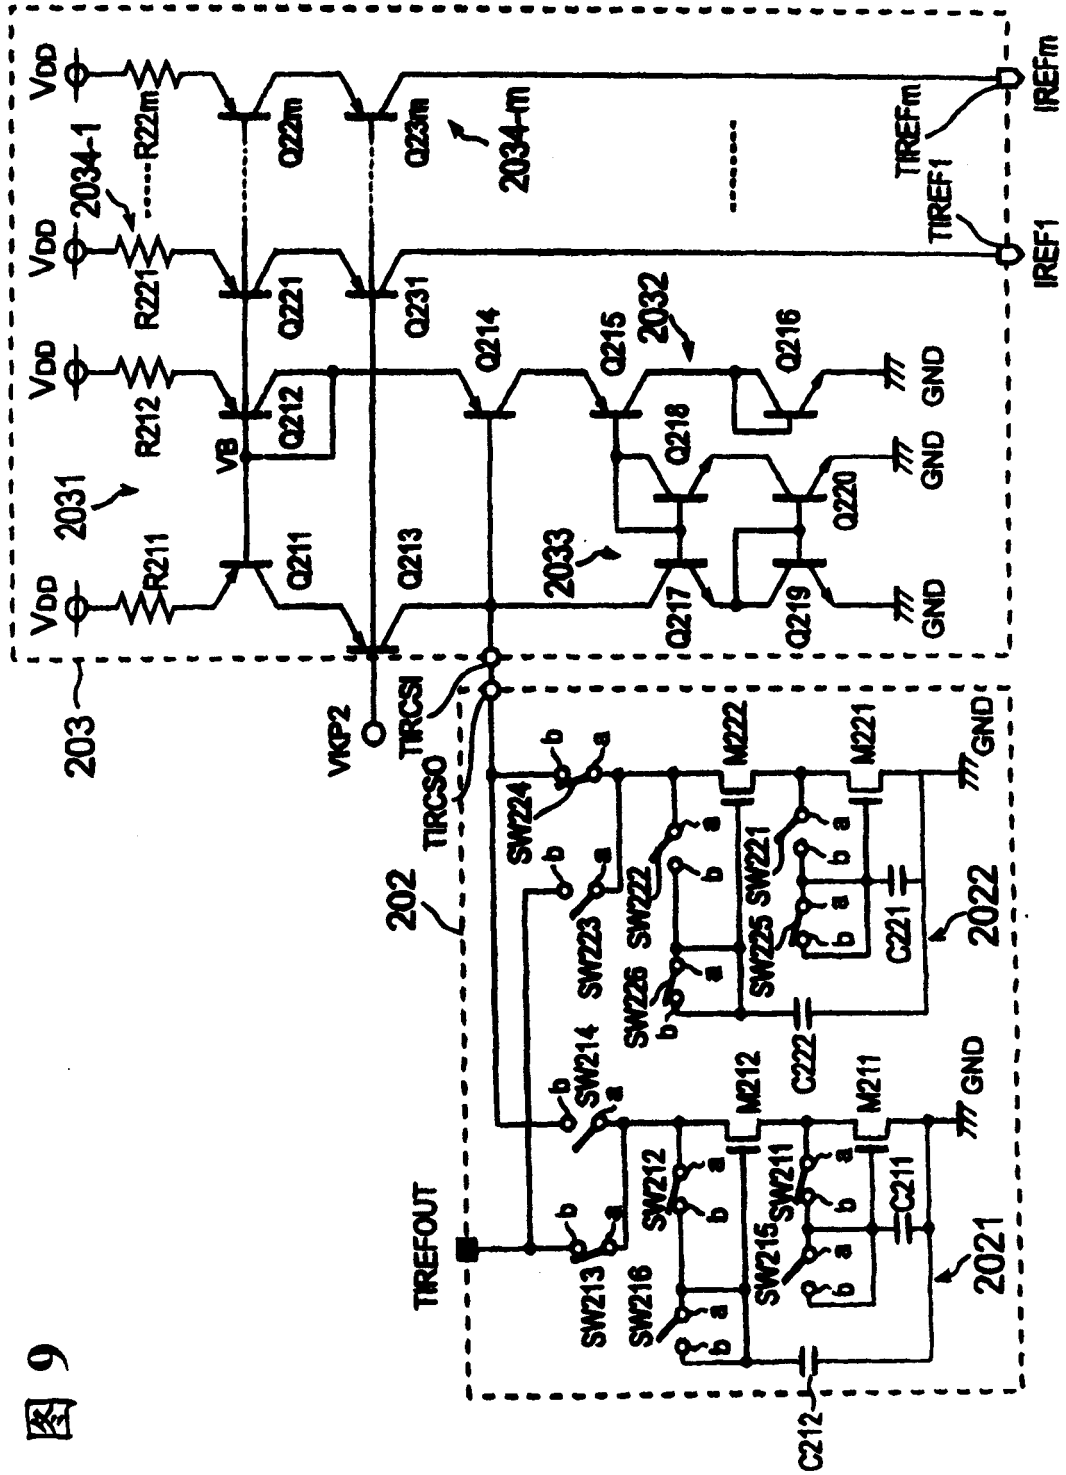 图 9
203
2031
VDD
VDD
VDD
VDD
R211
R212
R221
2034-1
R22m
VB
Q211
Q212
Q221
Q22m
VKP2
Q213
Q231
Q23m
2034-m
TIRCSI
TIRCSO
Q214
2033
Q217
Q218
Q215
2032
Q219
Q220
Q216
GND
GND
GND
TIREF1
TIREFm
IREF1
IREFm
202
TIREFOUT
SW213
b
a
SW214
b
a
SW223
b
a
SW224
b
a
SW216
b
a
SW212
b
a
SW226
b
a
SW222
b
a
M212
M222
SW215
b
a
SW211
b
a
SW225
b
a
SW221
b
a
M211
M221
C212
C211
C222
C221
GND
GND
2021
2022